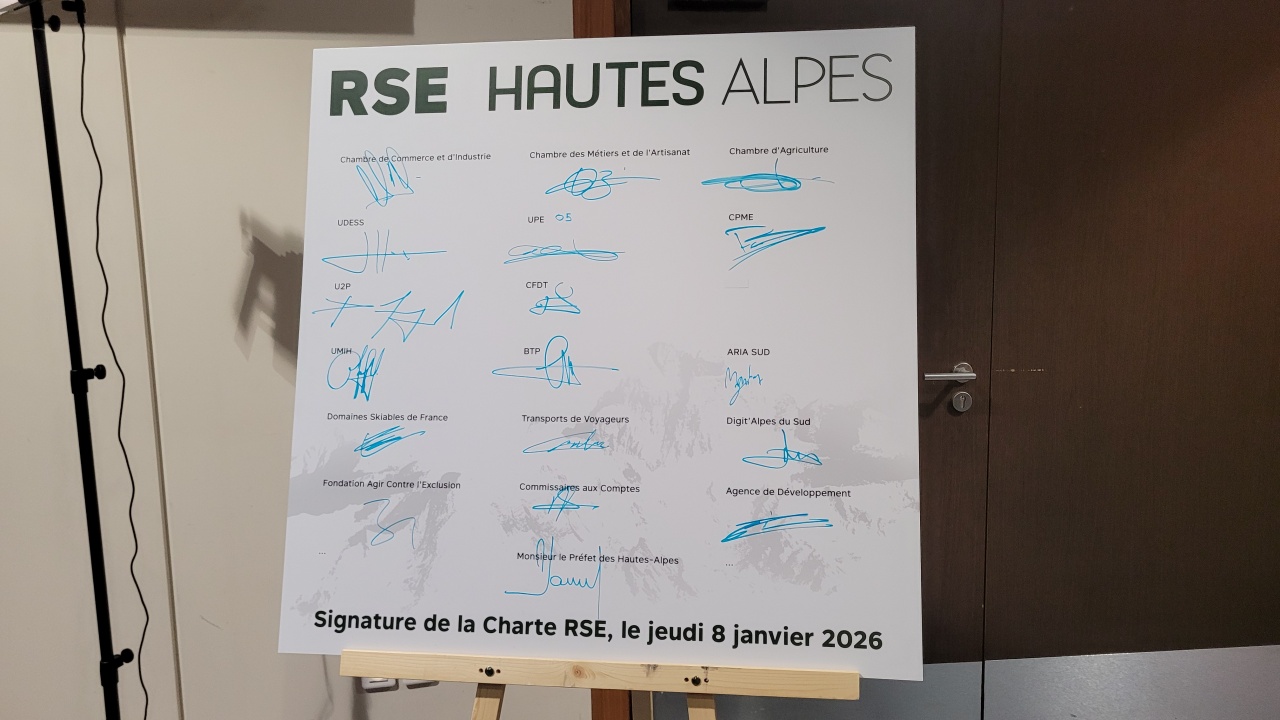 RSE HAUTES ALPES
Chambre de Commerce et d'Industrie
Chambre des Métiers et de l'Artisanat
Chambre d'Agriculture
UDESS
UPE 05
CPME
U2P
CFDT
UMIH
BTP
ARIA SUD
Domaines Skiables de France
Transports de Voyageurs
Digit'Alpes du Sud
Fondation Agir Contre l'Exclusion
Commissaires aux Comptes
Agence de Développement
...
Monsieur le Préfet des Hautes-Alpes
...
Signature de la Charte RSE, le jeudi 8 janvier 2026